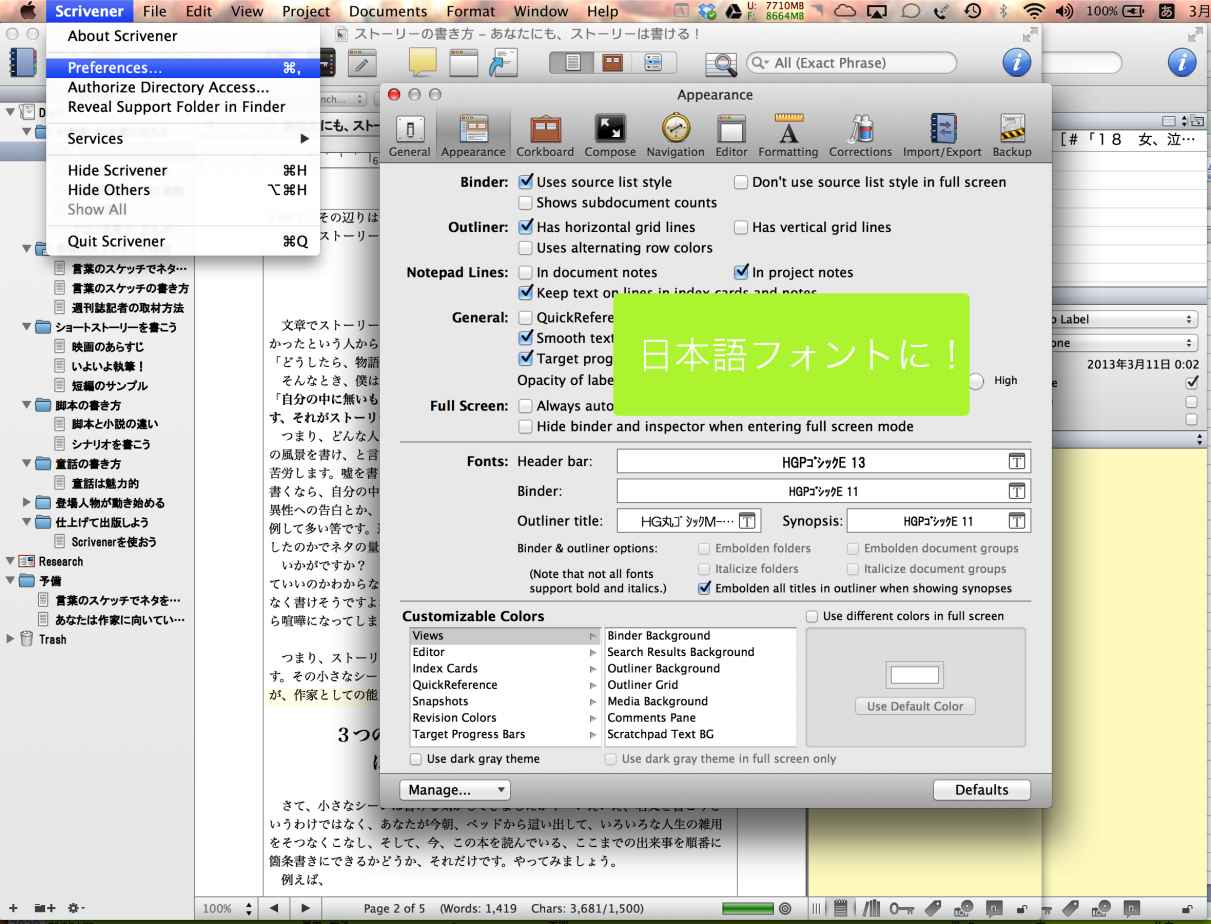 Scrivener File Edit View Project Documents Format Window Help
U: 7710MB
F: 8664MB
100%
あ
3月
About Scrivener
Preferences... ⌘,
Authorize Directory Access...
Reveal Support Folder in Finder
Services
Hide Scrivener ⌘H
Hide Others ⌥⌘H
Show All
Quit Scrivener ⌘Q
ストーリーの書き方 – あなたにも、ストーリーは書ける！
All (Exact Phrase)
Appearance
General Appearance Corkboard Compose Navigation Editor Formatting Corrections Import/Export Backup
Binder: Uses source list style Don't use source list style in full screen
Shows subdocument counts
Outliner: Has horizontal grid lines Has vertical grid lines
Uses alternating row colors
Notepad Lines: In document notes In project notes
Keep text on lines in index cards and notes
General: QuickRefere
Smooth text
Target prog
Opacity of labe
High
日本語フォントに！
Full Screen: Always auto
Hide binder and inspector when entering full screen mode
Fonts: Header bar: HGPｺﾞｼｯｸE 13
Binder: HGPｺﾞｼｯｸE 11
Outliner title: HG丸ｺﾞｼｯｸM-… Synopsis: HGPｺﾞｼｯｸE 11
Binder & outliner options: Embolden folders Embolden document groups
Italicize folders Italicize document groups
(Note that not all fonts
support bold and italics.)
Embolden all titles in outliner when showing synopses
Customizable Colors
Use different colors in full screen
Views
Editor
Index Cards
QuickReference
Snapshots
Revision Colors
Target Progress Bars
Binder Background
Search Results Background
Outliner Background
Outliner Grid
Media Background
Comments Pane
Scratchpad Text BG
Use Default Color
Use dark gray theme Use dark gray theme in full screen only
Manage... Defaults
言葉のスケッチでネタ…
言葉のスケッチの書き方
週刊誌記者の取材方法
ショートストーリーを書こう
映画のあらすじ
いよいよ執筆！
短編のサンプル
脚本の書き方
脚本と小説の違い
シナリオを書こう
童話の書き方
童話は魅力的
登場人物が動き始める
仕上げて出版しよう
Scrivenerを使おう
Research
予備
言葉のスケッチでネタを…
あなたは作家に向いてい…
Trash
にも、スト
その辺りは
ストーリー
文章でストーリー
かったという人から
「どうしたら、物語
そんなとき、僕は
「自分の中に無いも
す、それがストーリ
つまり、どんな人
の風景を書け、と言
苦労します。嘘を書
書くなら、自分の中
異性への告白とか、
例して多い筈です。
したのかでネタの量
いかがですか？
ていいのかわからな
なく書けそうですよ
ら喧嘩になってしま
つまり、ストーリ
す。その小さなシー
が、作家としての能
３つの
さて、小さなシー
いうわけではなく、あなたが今朝、ベッドから這い出して、いろいろな人生の雑用
をそつなくこなし、そして、今、この本を読んでいる、ここまでの出来事を順番に
箇条書きにできるかどうか、それだけです。やってみましょう。
例えば、
[＃「１８　女、泣…
o Label
one
2013年3月11日 0:02
100%
Page 2 of 5 (Words: 1,419 Chars: 3,681/1,500)